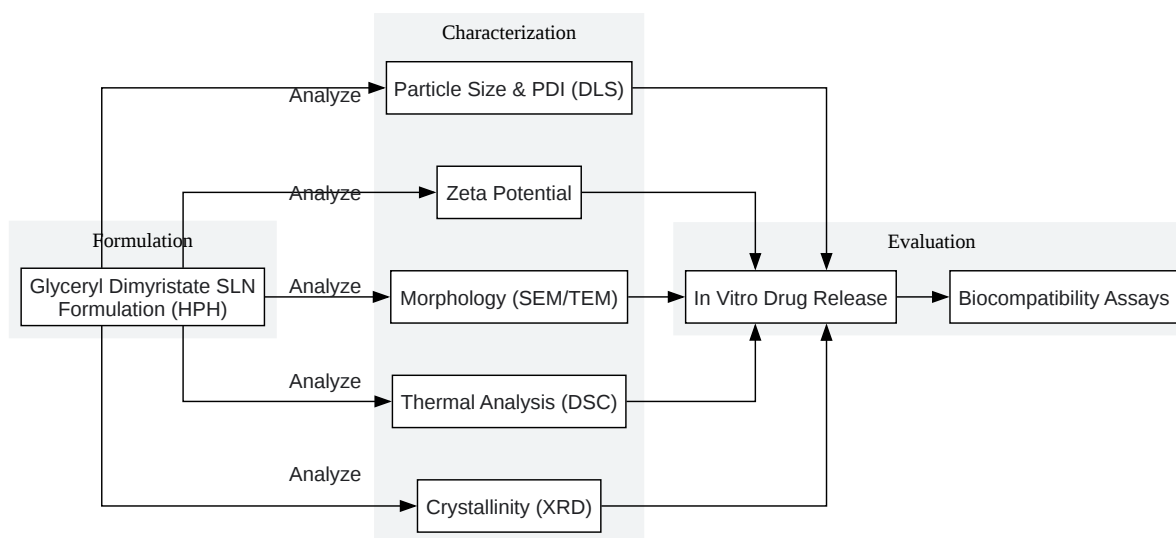 Characterization
Analyze
Particle Size & PDI (DLS)
Analyze
Zeta Potential
Formulation
Evaluation
Glyceryl Dimyristate SLN
Formulation (HPH)
Analyze
Morphology (SEM/TEM)
In Vitro Drug Release
Biocompatibility Assays
Analyze
Thermal Analysis (DSC)
Analyze
Crystallinity (XRD)